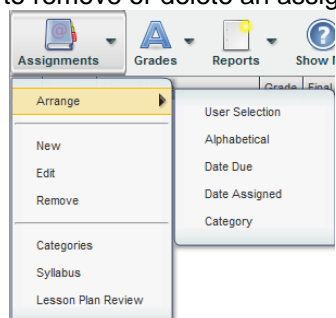 to remove or delete an assig
Assignments Grades Reports Show
Grade Final
Arrange
User Selection
Alphabetical
Date Due
Date Assigned
Category
New
Edit
Remove
Categories
Syllabus
Lesson Plan Review